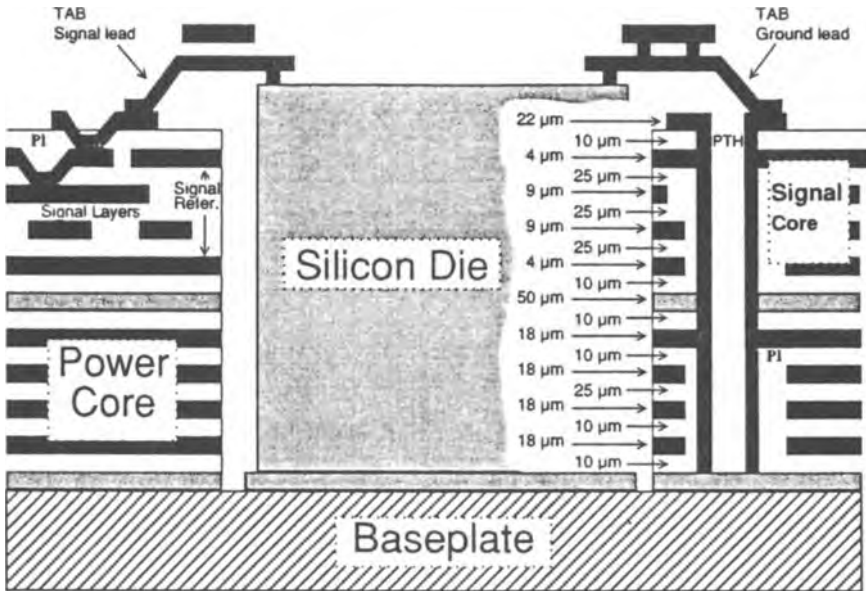 TAB
Signal lead
TAB
Ground lead
PI
Signal
Refer.
Signal Layers
22 µm
10 µm
4 µm
25 µm
9 µm
25 µm
9 µm
25 µm
4 µm
10 µm
50 µm
10 µm
18 µm
10 µm
18 µm
25 µm
18 µm
10 µm
18 µm
10 µm
PTH
Signal
Core
Silicon Die
Power
Core
PI
Baseplate